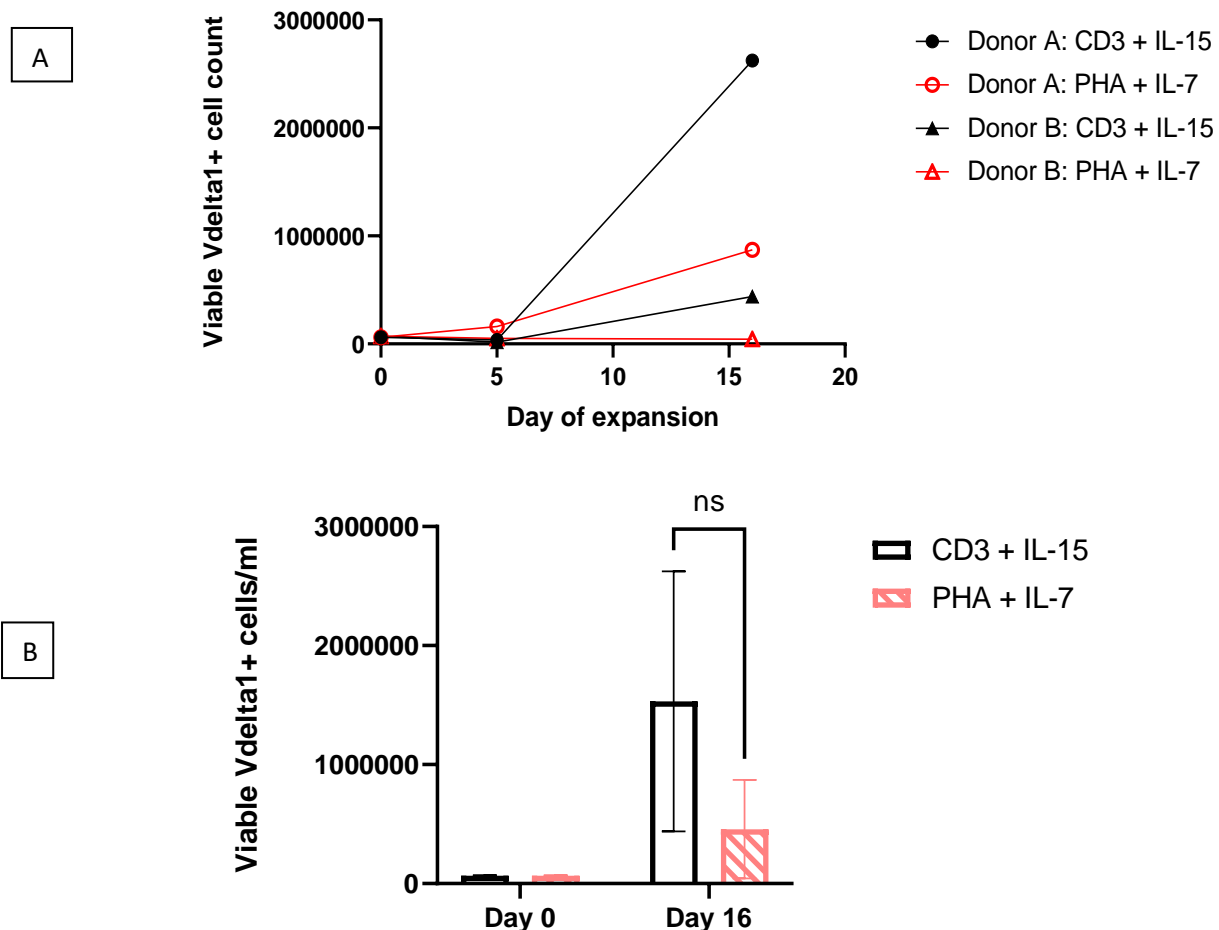 A
Viable Vdelta1+ cell count
3000000
2000000
1000000
0
0 5 10 15 20
Day of expansion
Donor A: CD3 + IL-15
Donor A: PHA + IL-7
Donor B: CD3 + IL-15
Donor B: PHA + IL-7
B
Viable Vdelta1+ cells/ml
3000000
2000000
1000000
0
ns
Day 0 Day 16
CD3 + IL-15
PHA + IL-7